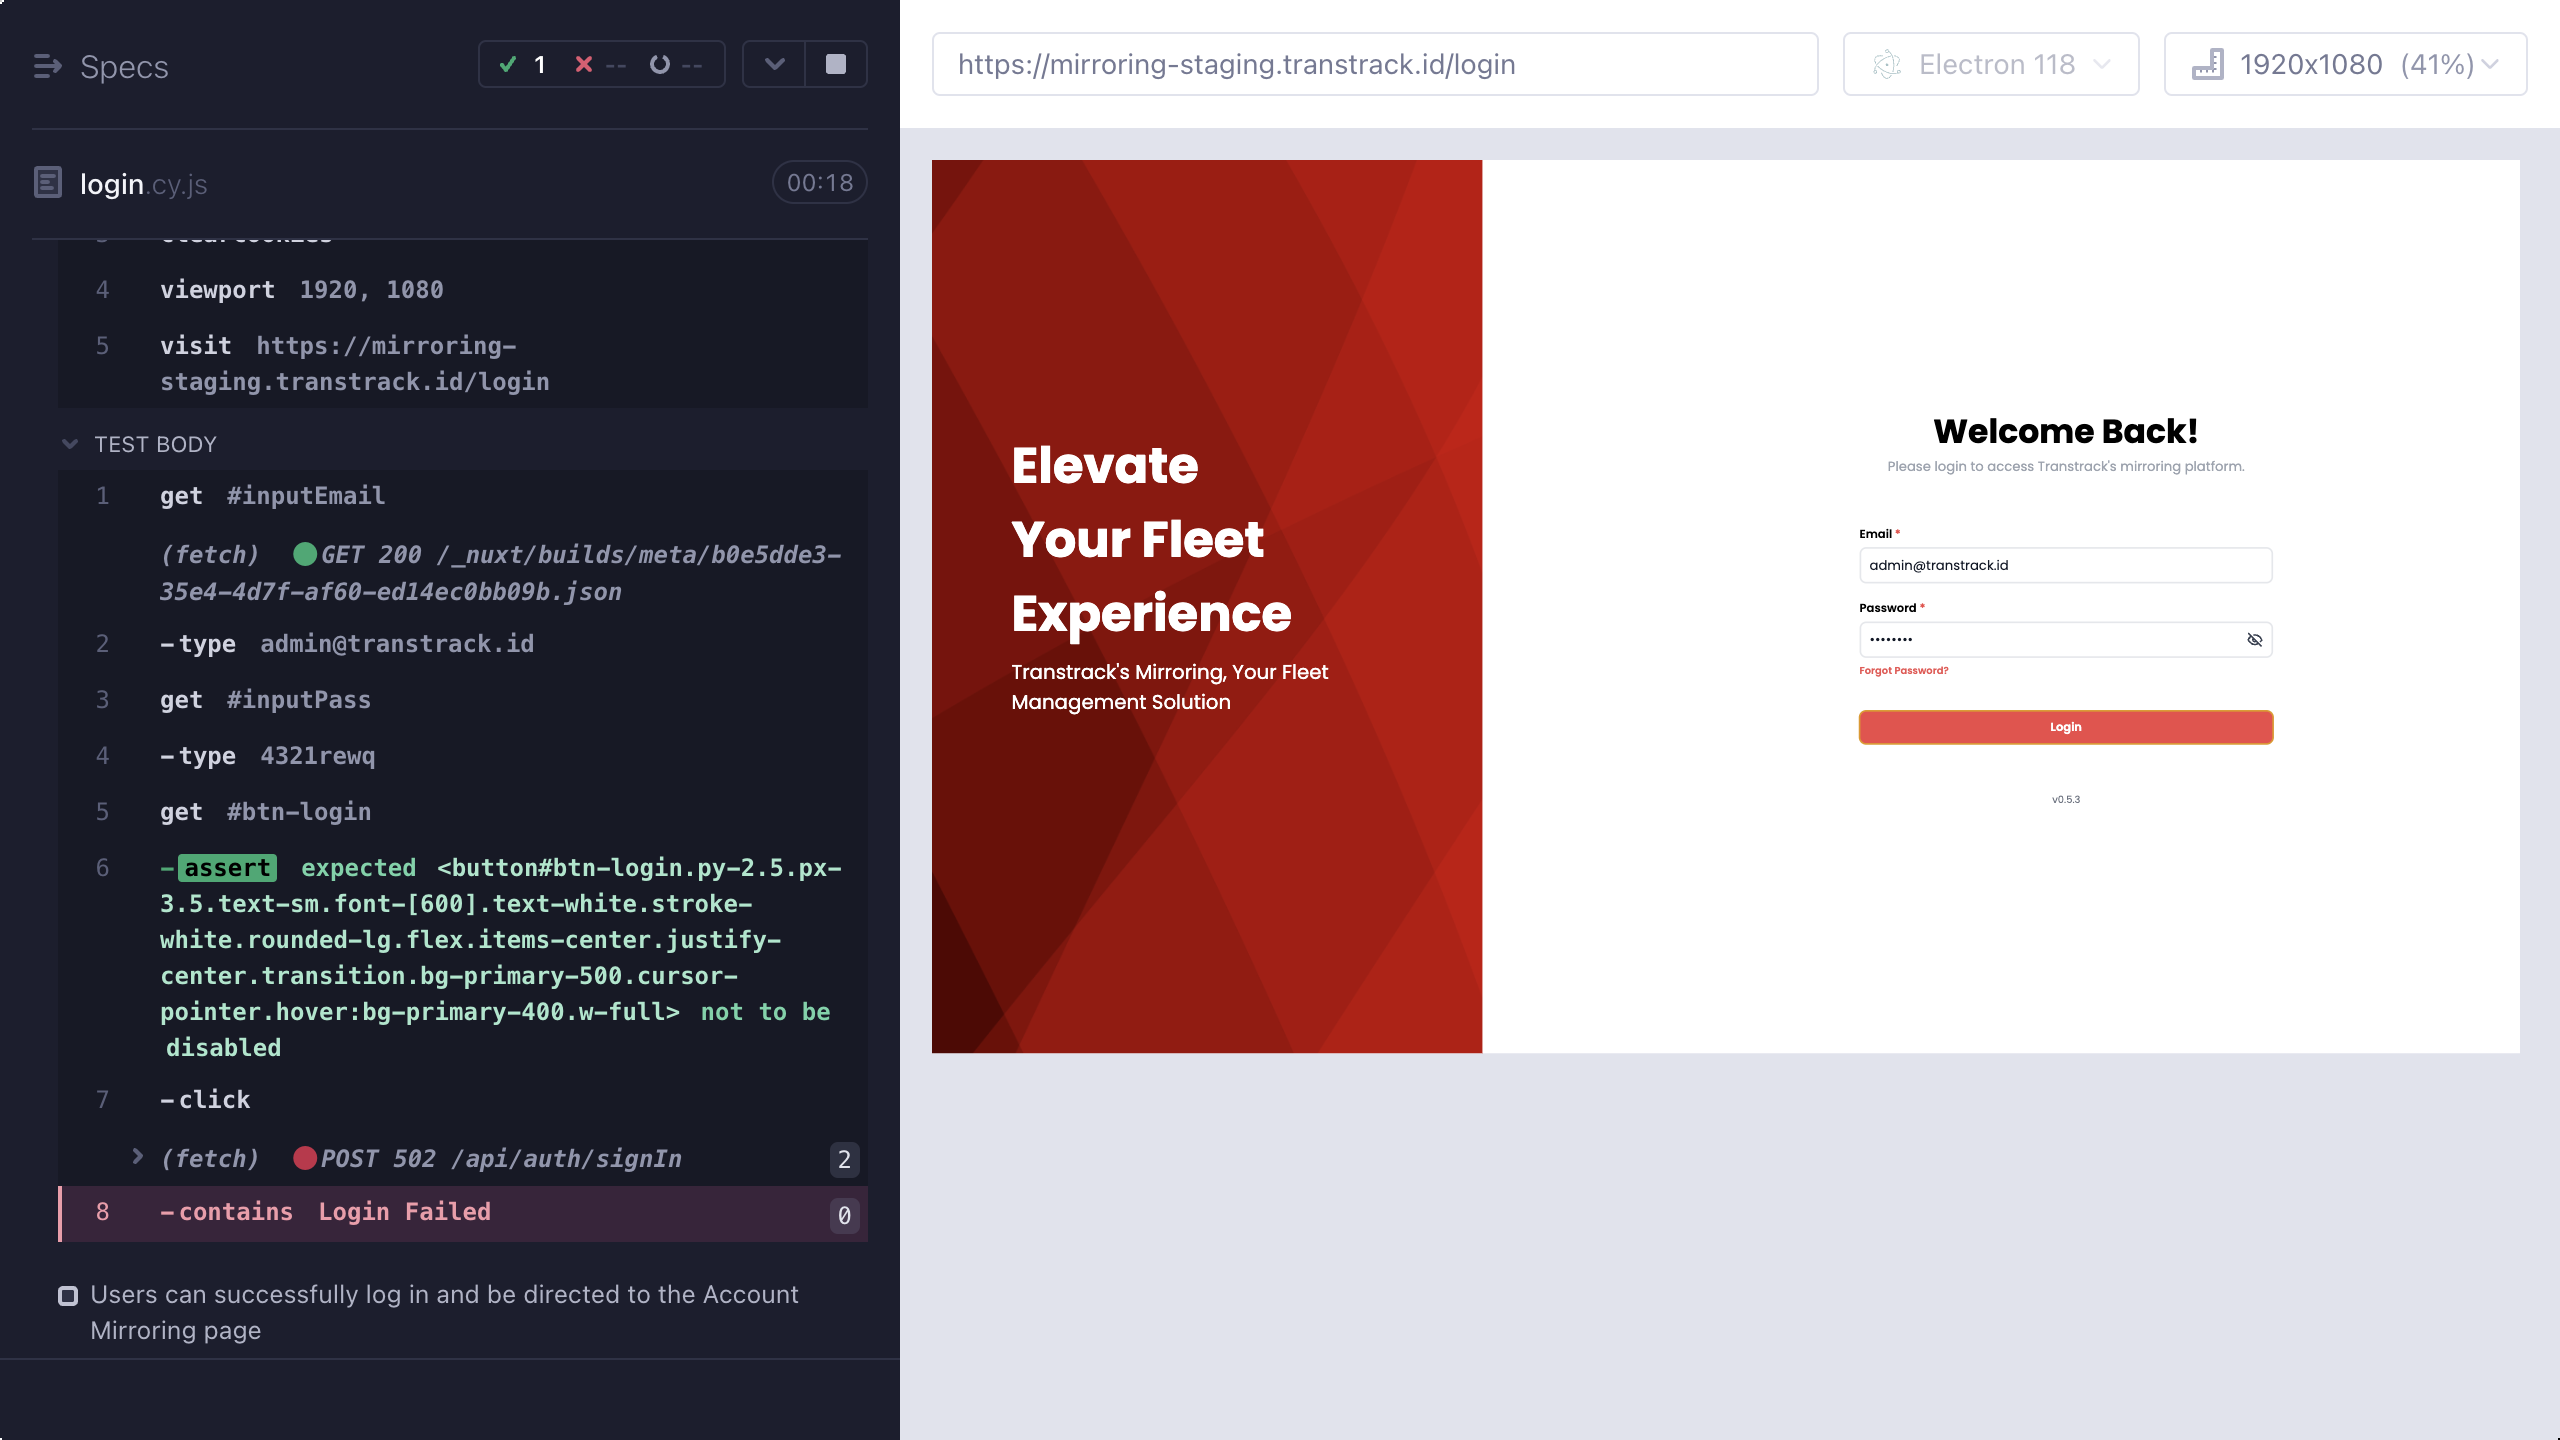 Specs
1
--
--
login.cy.js
00:18
4 viewport 1920, 1080
5 visit https://mirroring-
staging.transtrack.id/login
TEST BODY
1 get #inputEmail
(fetch) GET 200 /_nuxt/builds/meta/b0e5dde3-
35e4-4d7f-af60-ed14ec0bb09b.json
2 -type admin@transtrack.id
3 get #inputPass
4 -type 4321rewq
5 get #btn-login
6 -assert expected <button#btn-login.py-2.5.px-
3.5.text-sm.font-[600].text-white.stroke-
white.rounded-lg.flex.items-center.justify-
center.transition.bg-primary-500.cursor-
pointer.hover:bg-primary-400.w-full> not to be
disabled
7 -click
(fetch) POST 502 /api/auth/signIn 2
8 -contains Login Failed 0
Users can successfully log in and be directed to the Account
Mirroring page
https://mirroring-staging.transtrack.id/login
Electron 118
1920x1080 (41%)
Elevate
Your Fleet
Experience
Transtrack's Mirroring, Your Fleet
Management Solution
Welcome Back!
Please login to access Transtrack's mirroring platform.
Email *
admin@transtrack.id
Password *
••••••••
Forgot Password?
Login
v0.5.3